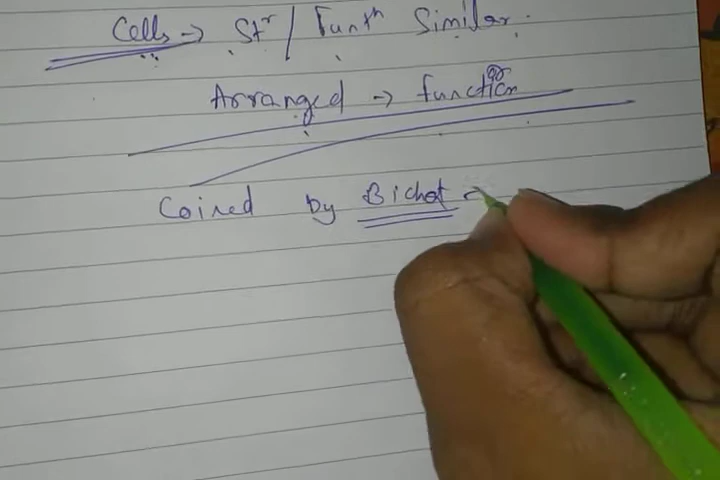 Cells → Str / Funth Similar.
Arranged → function
Coined by Bichat →